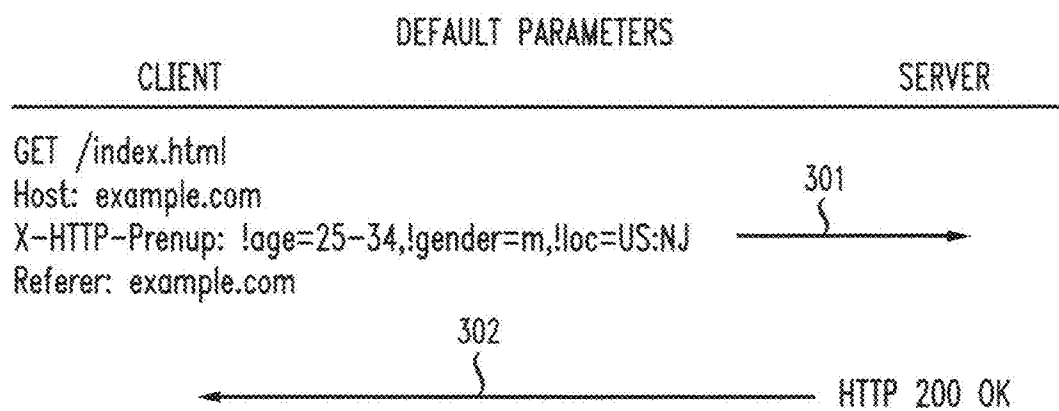 DEFAULT PARAMETERS
CLIENT SERVER
GET /index.html
Host: example.com
301
X-HTTP-Prenup: !age=25-34,!gender=m,!loc=US:NJ
Referer: example.com
302
HTTP 200 OK